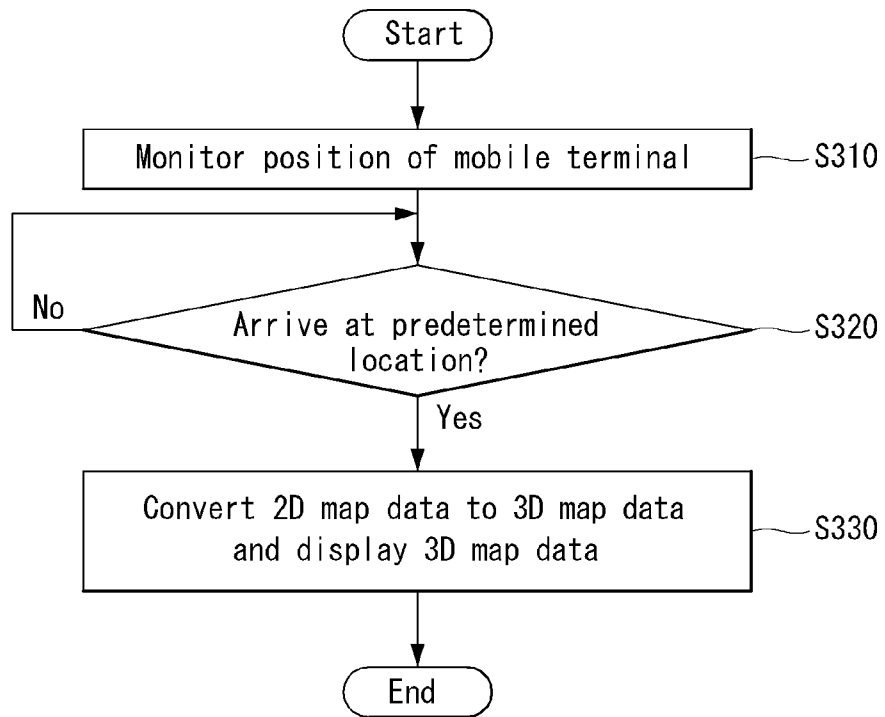 Start
Monitor position of mobile terminal
S310
No
Arrive at predetermined
location?
S320
Yes
Convert 2D map data to 3D map data
and display 3D map data
S330
End